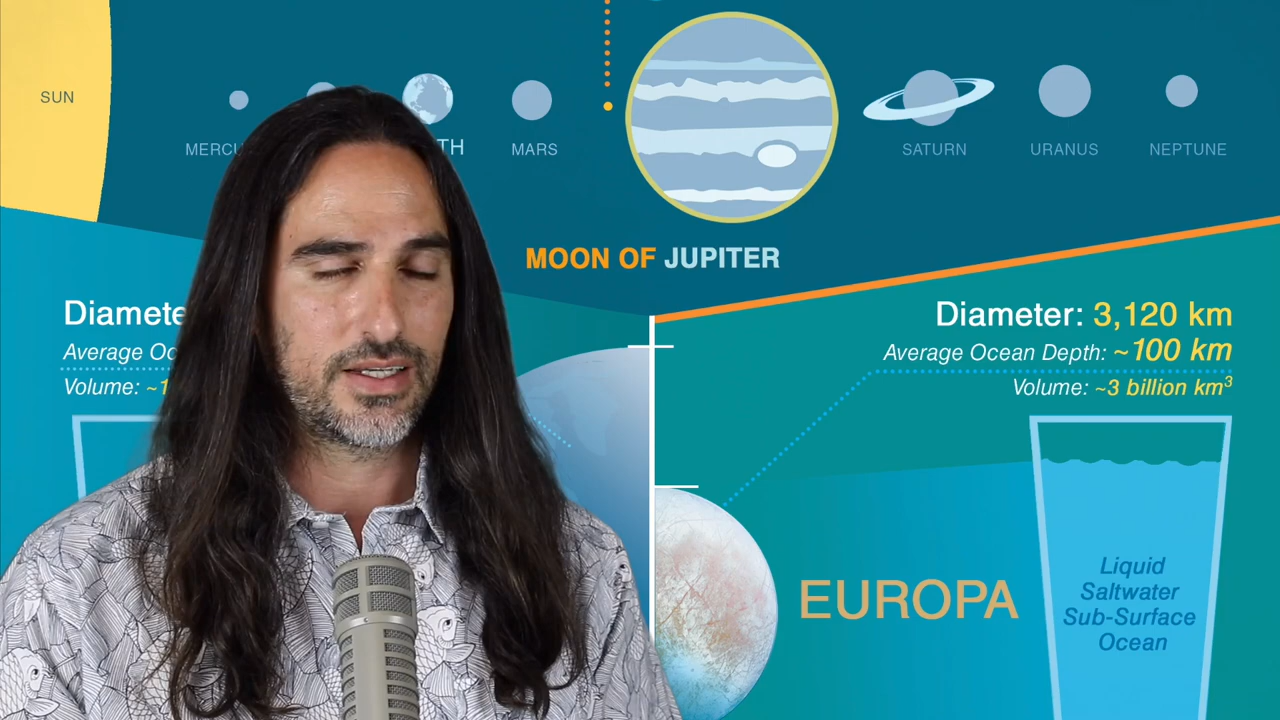 SUN
MARS
SATURN
URANUS
NEPTUNE
MOON OF JUPITER
Diameter: 3,120 km
Average Ocean Depth: ~100 km
Volume:
Volume: ~3 billion km³
EUROPA
Liquid
Saltwater
Sub-Surface
Ocean